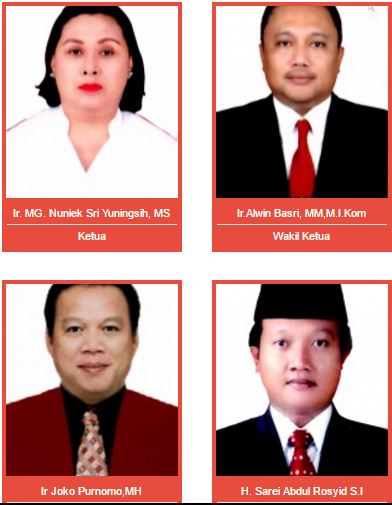 Ir. MG. Nuniek Sri Yuningsih, MS
Ketua
Ir.Alwin Basri, MM,M.I.Kom
Wakil Ketua
Ir Joko Purnomo,MH
H. Sarei Abdul Rosyid S.I